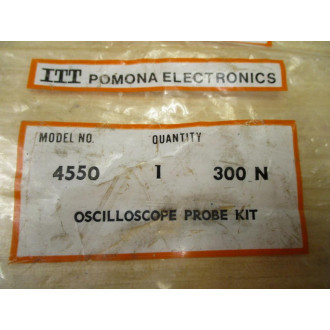 ITT POMONA ELECTRONICS
MODEL NO. QUANTITY
4550 1 300 N
OSCILLOSCOPE PROBE KIT